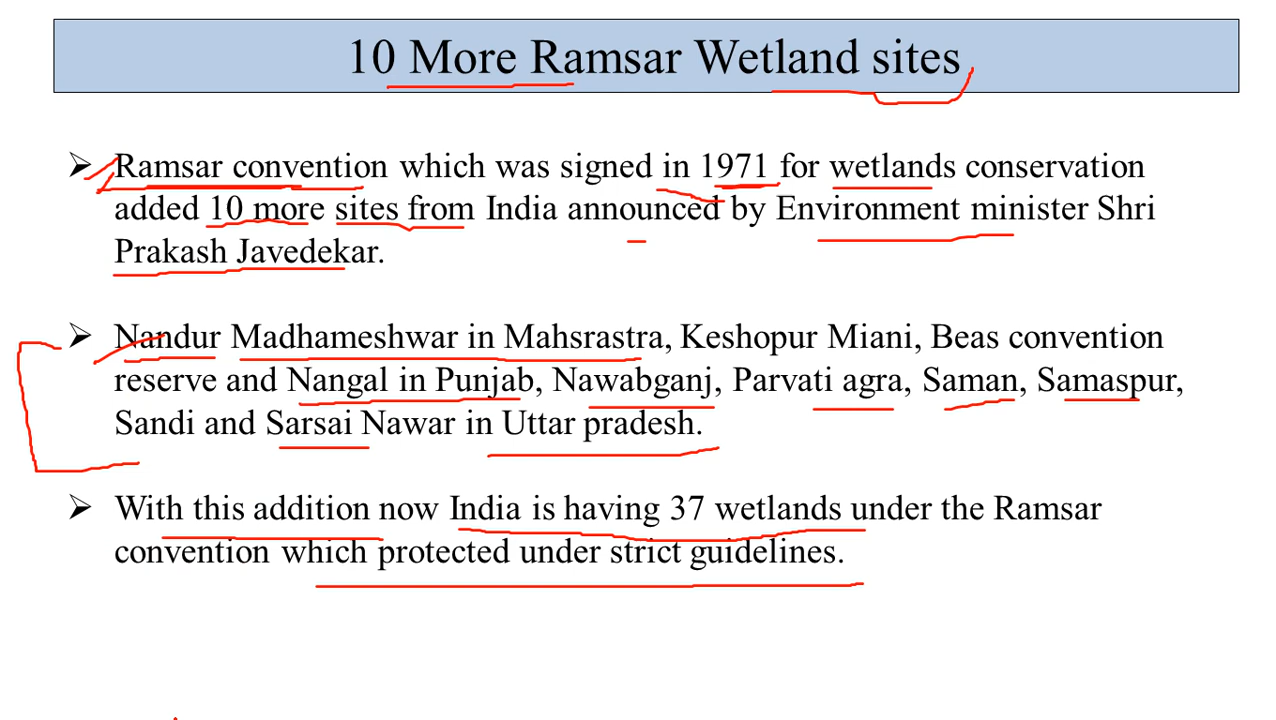 10 More Ramsar Wetland sites
➢ Ramsar convention which was signed in 1971 for wetlands conservation
added 10 more sites from India announced by Environment minister Shri
Prakash Javedekar.
➢ Nandur Madhameshwar in Mahsrastra, Keshopur Miani, Beas convention
reserve and Nangal in Punjab, Nawabganj, Parvati agra, Saman, Samaspur,
Sandi and Sarsai Nawar in Uttar pradesh.
➢ With this addition now India is having 37 wetlands under the Ramsar
convention which protected under strict guidelines.